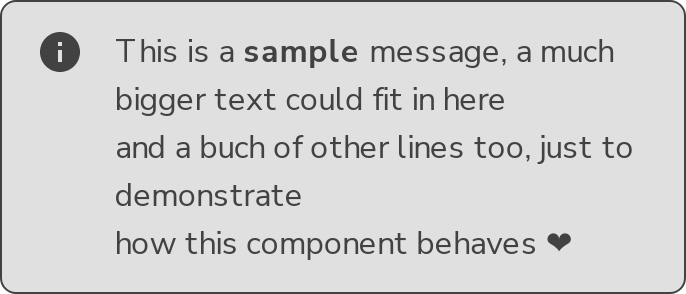 This is a sample message, a much
bigger text could fit in here
and a buch of other lines too, just to
demonstrate
how this component behaves ❤